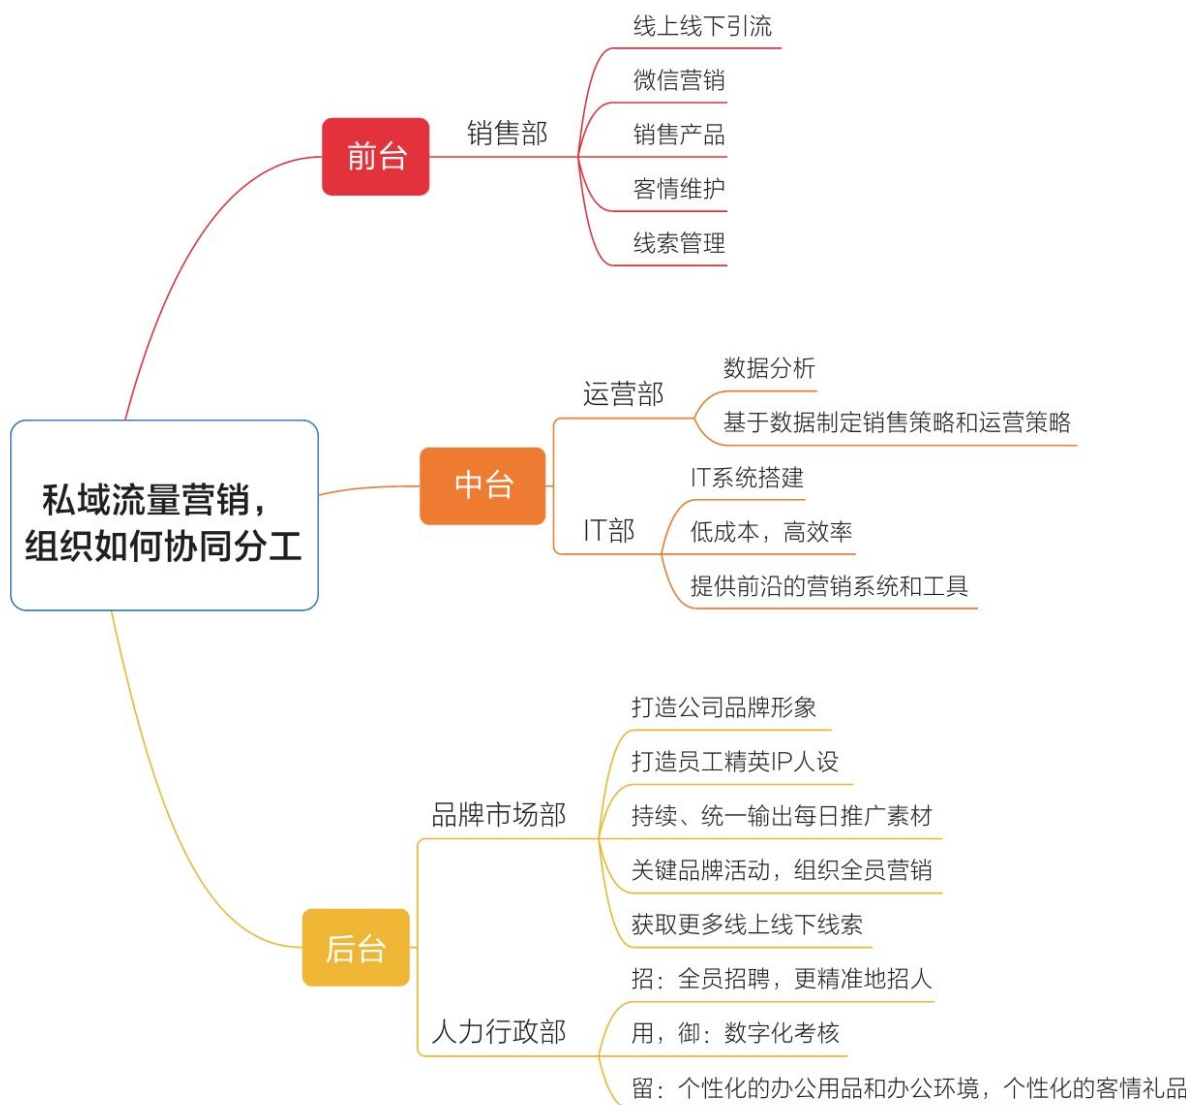 线上线下引流
微信营销
销售部
销售产品
前台
客情维护
线索管理
数据分析
运营部
基于数据制定销售策略和运营策略
中台
IT系统搭建
IT部
低成本，高效率
提供前沿的营销系统和工具
私域流量营销，
组织如何协同分工
打造公司品牌形象
打造员工精英IP人设
品牌市场部
持续、统一输出每日推广素材
关键品牌活动，组织全员营销
获取更多线上线下线索
后台
招：全员招聘，更精准地招人
人力行政部
用，御：数字化考核
留：个性化的办公用品和办公环境，个性化的客情礼品